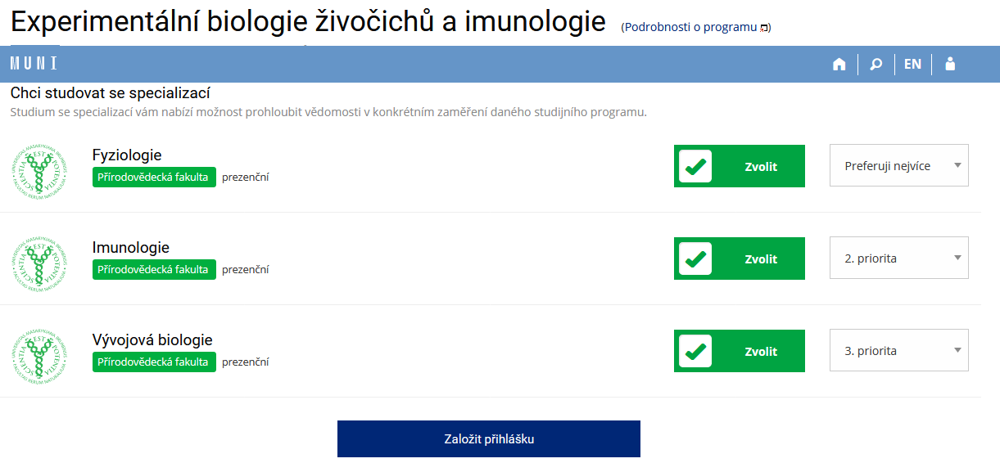 Experimentální biologie živočichů a imunologie (Podrobnosti o programu)
MUNI EN
Chci studovat se specializací
Studium se specializací vám nabízí možnost prohloubit vědomosti v konkrétním zaměření daného studijního programu.
Fyziologie
Přírodovědecká fakulta prezenční
Zvolit
Preferuji nejvíce
Imunologie
Přírodovědecká fakulta prezenční
Zvolit
2. priorita
Vývojová biologie
Přírodovědecká fakulta prezenční
Zvolit
3. priorita
Založit přihlášku